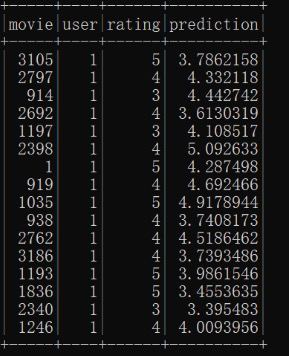 +-----+----+------+----------+
|movie|user|rating|prediction|
+-----+----+------+----------+
| 3105|   1|     5| 3.7862158|
| 2797|   1|     4|  4.332118|
|  914|   1|     3|  4.442742|
| 2692|   1|     4| 3.6130319|
| 1197|   1|     3|  4.108517|
| 2398|   1|     4|  5.092633|
|    1|   1|     5|  4.287498|
|  919|   1|     4|  4.692466|
| 1035|   1|     5| 4.9178944|
|  938|   1|     4| 3.7408173|
| 2762|   1|     4| 4.5186462|
| 3186|   1|     4| 3.7393486|
| 1193|   1|     5| 3.9861546|
| 1836|   1|     5| 3.4553635|
| 2340|   1|     3|  3.395483|
| 1246|   1|     4| 4.0093956|
+-----+----+------+----------+